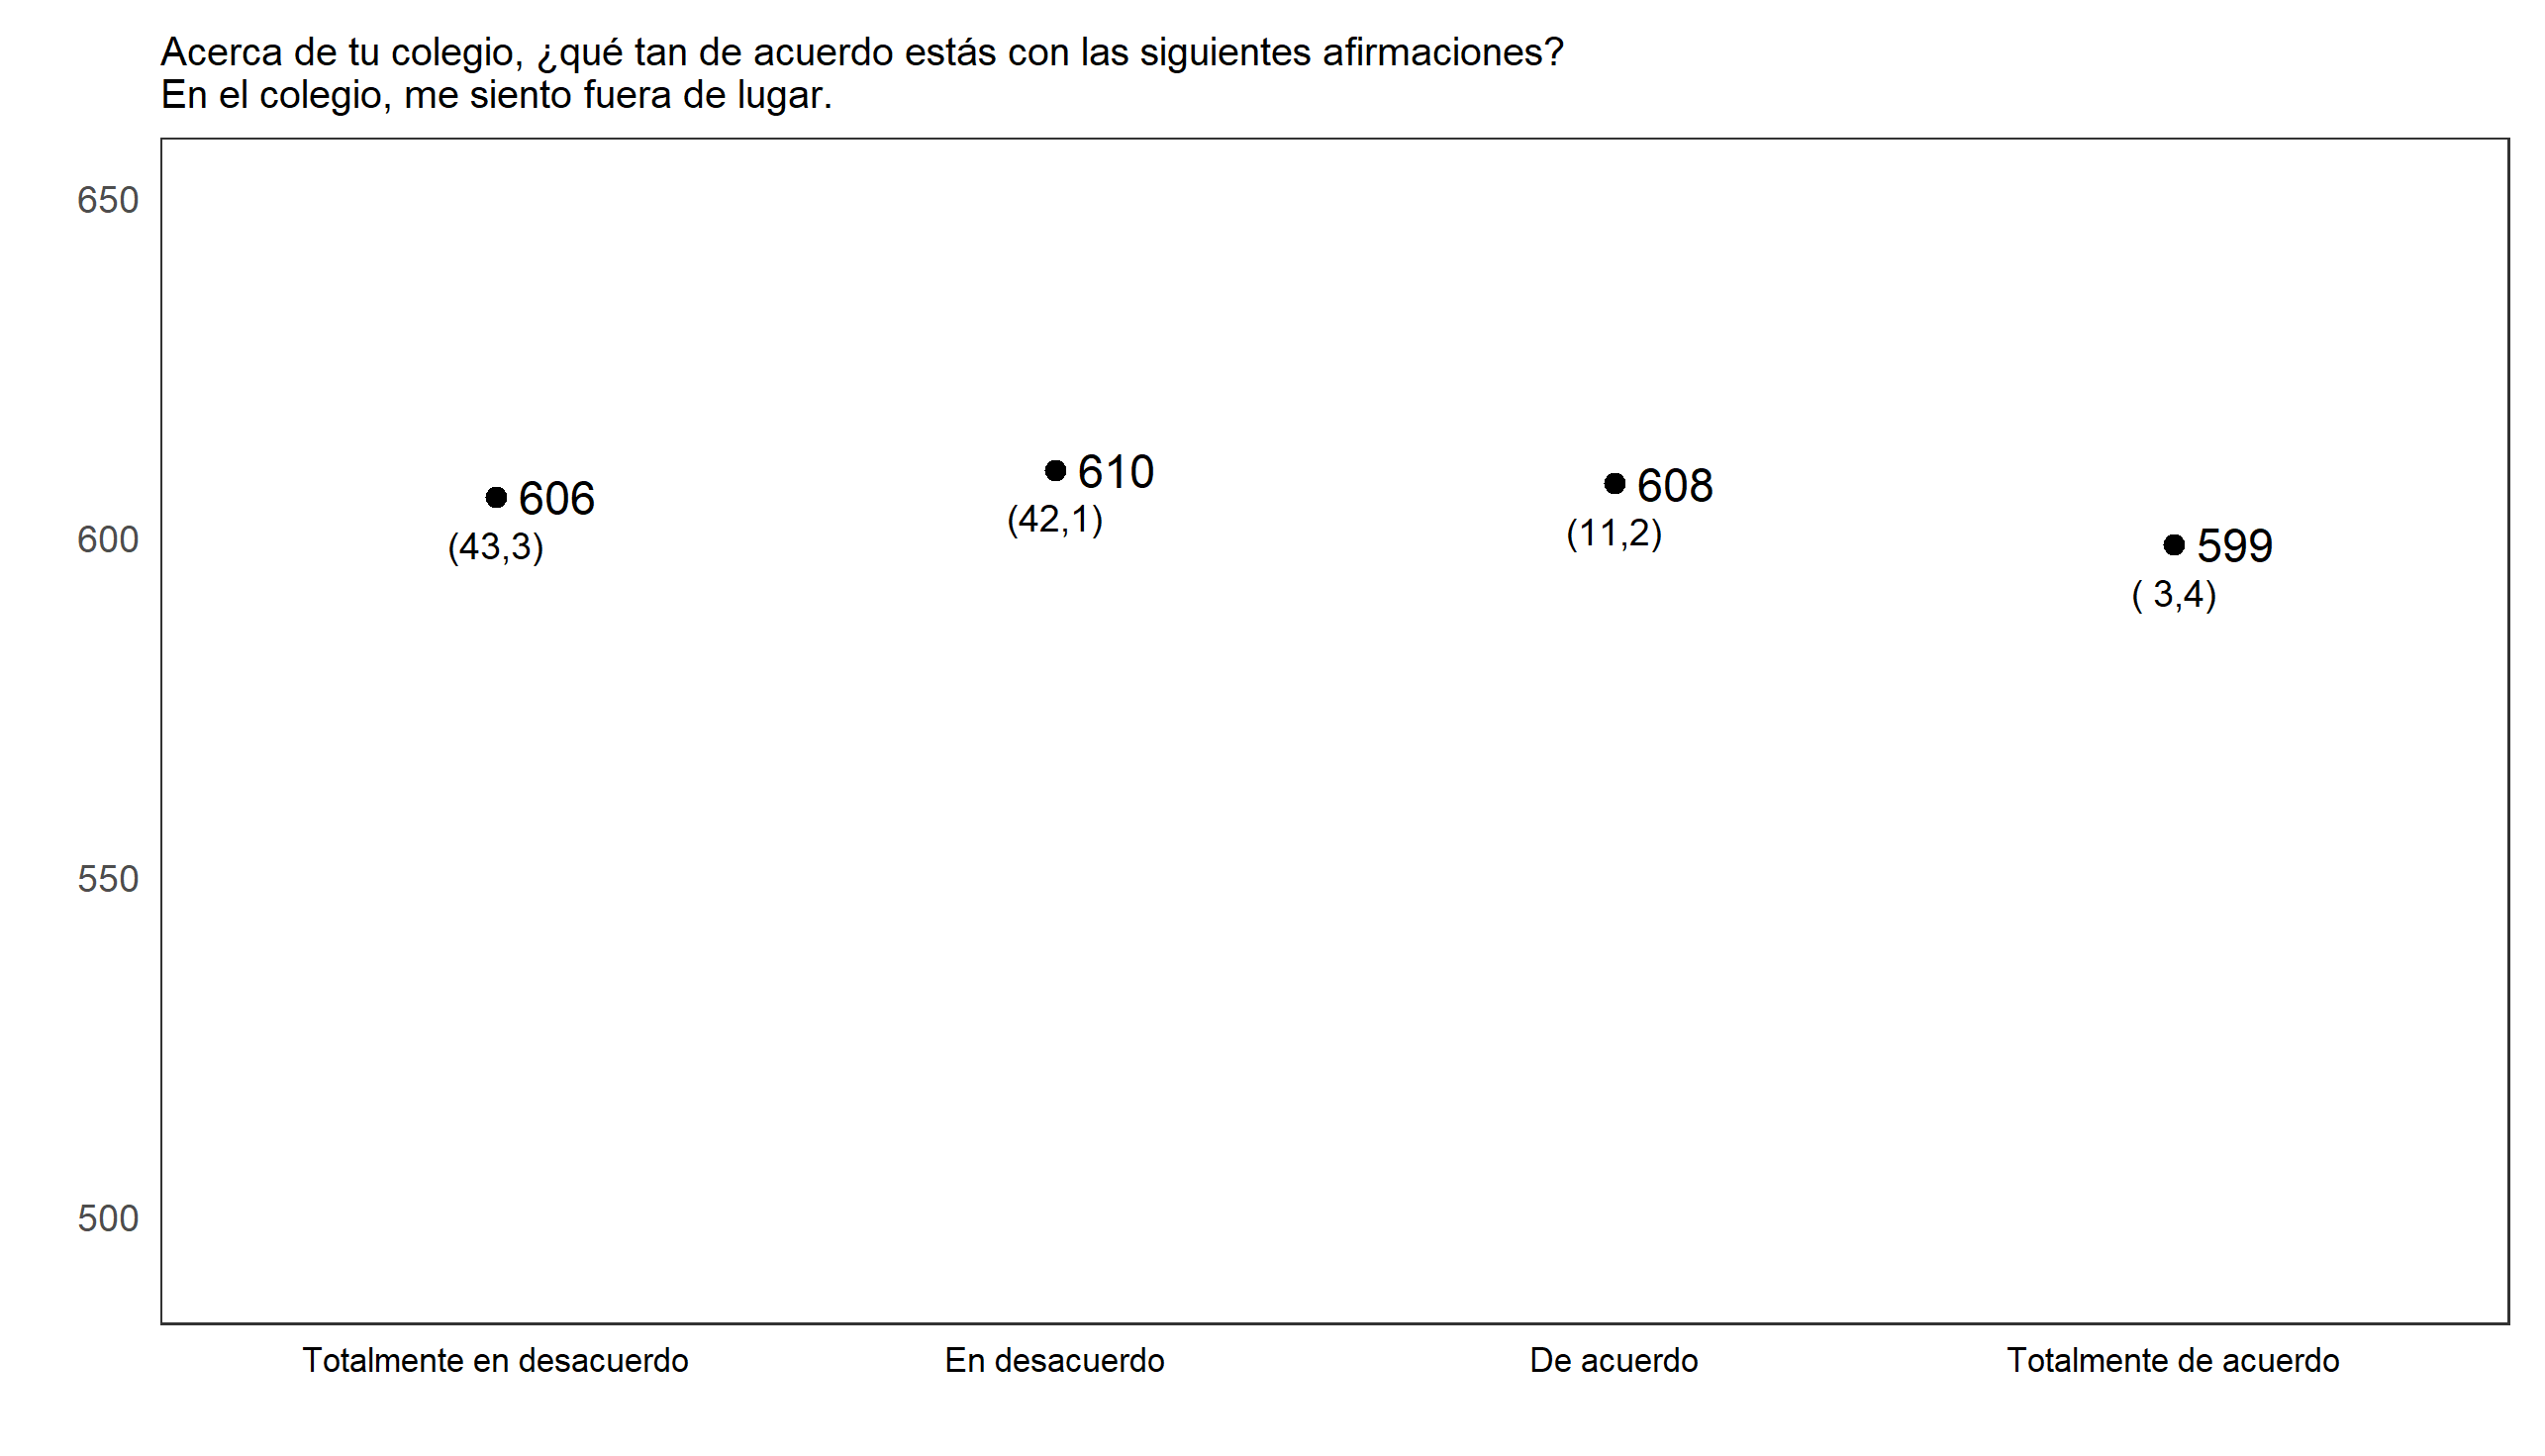 Acerca de tu colegio, ¿qué tan de acuerdo estás con las siguientes afirmaciones?
En el colegio, me siento fuera de lugar.
650
600
550
500
606
(43,3)
610
(42,1)
608
(11,2)
599
( 3,4)
Totalmente en desacuerdo
En desacuerdo
De acuerdo
Totalmente de acuerdo